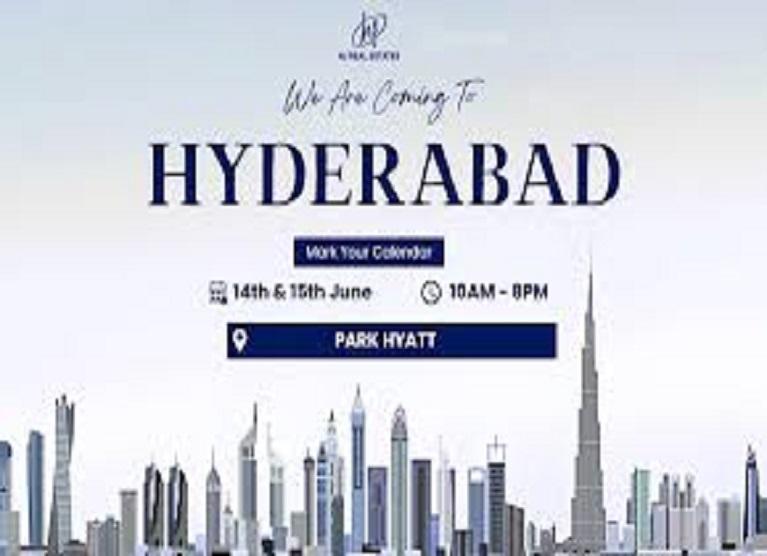 We Are Coming To
HYDERABAD
Mark Your Calendar
14th & 15th June 10AM - 8PM
PARK HYATT